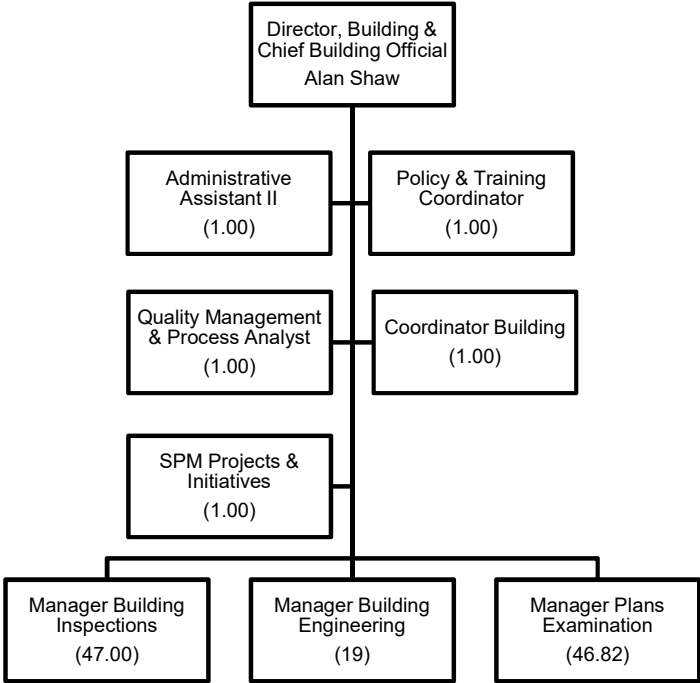 Director, Building &
Chief Building Official
Alan Shaw
Administrative
Assistant II
(1.00)
Policy & Training
Coordinator
(1.00)
Quality Management
& Process Analyst
(1.00)
Coordinator Building
(1.00)
SPM Projects &
Initiatives
(1.00)
Manager Building
Inspections
(47.00)
Manager Building
Engineering
(19)
Manager Plans
Examination
(46.82)